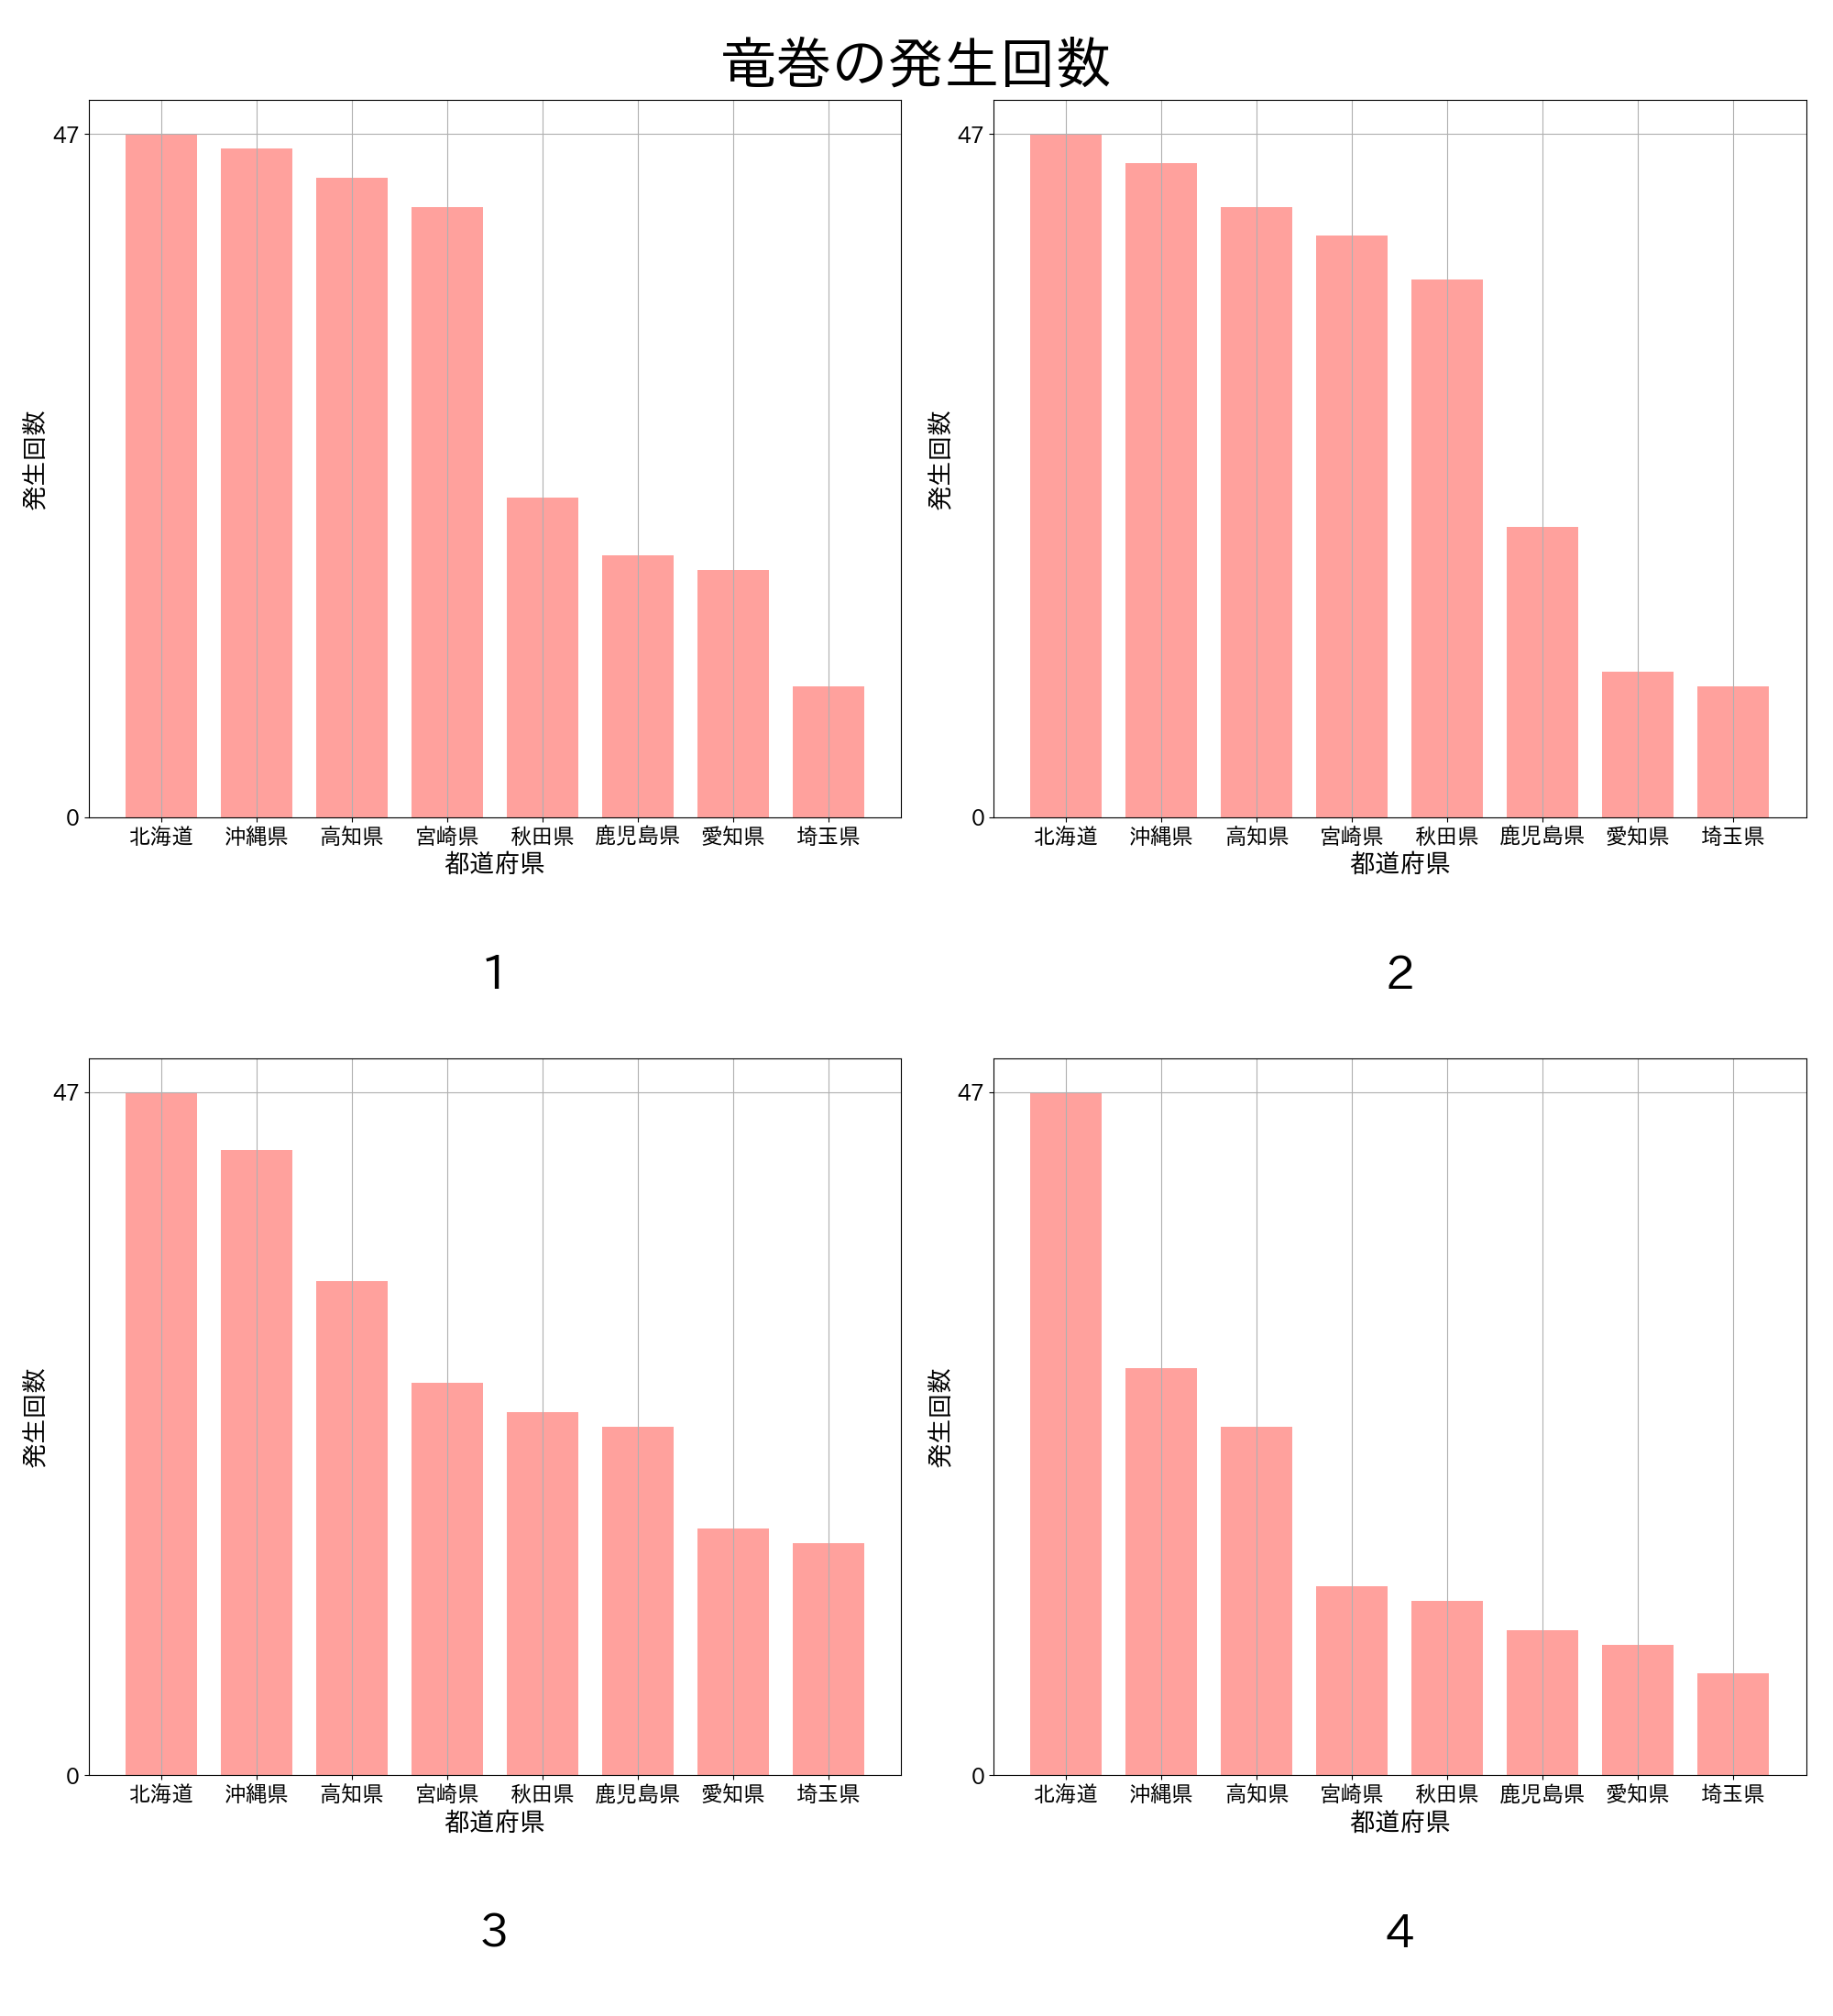 竜巻の発生回数
47
0
発生回数
北海道 沖縄県 高知県 宮崎県 秋田県 鹿児島県 愛知県 埼玉県
都道府県
1
47
0
発生回数
北海道 沖縄県 高知県 宮崎県 秋田県 鹿児島県 愛知県 埼玉県
都道府県
2
47
0
発生回数
北海道 沖縄県 高知県 宮崎県 秋田県 鹿児島県 愛知県 埼玉県
都道府県
3
47
0
発生回数
北海道 沖縄県 高知県 宮崎県 秋田県 鹿児島県 愛知県 埼玉県
都道府県
4